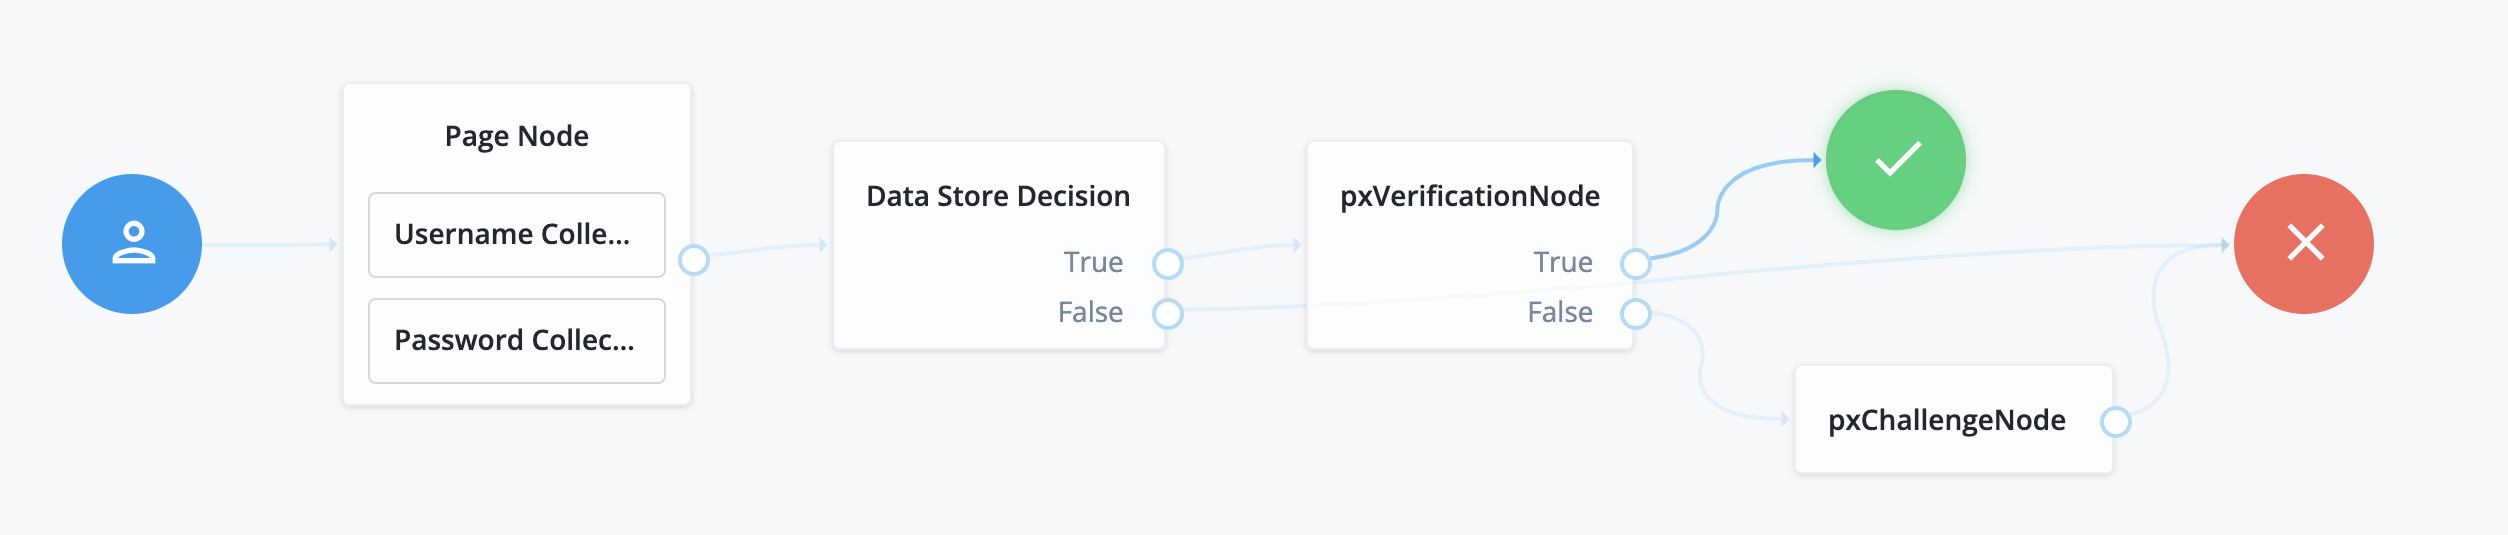 Page Node
Username Colle...
Password Collec...
Data Store Decision
True
False
pxVerificationNode
True
False
pxChallengeNode